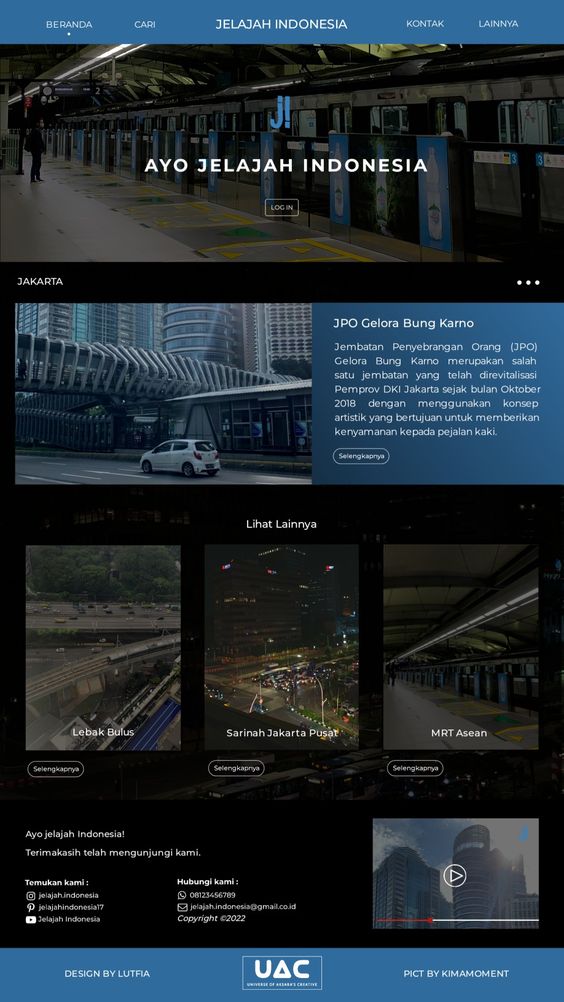 BERANDA
CARI
JELAJAH INDONESIA
KONTAK
LAINNYA
2
J!
AYO JELAJAH INDONESIA
3
3
LOG IN
JAKARTA
JPO Gelora Bung Karno
Jembatan Penyebrangan Orang (JPO)
Gelora Bung Karno merupakan salah
satu jembatan yang telah direvitalisasi
Pemprov DKI Jakarta sejak bulan Oktober
2018 dengan menggunakan konsep
artistik yang bertujuan untuk memberikan
kenyamanan kepada pejalan kaki.
Selengkapnya
Lihat Lainnya
Lebak Bulus
Sarinah Jakarta Pusat
MRT Asean
Selengkapnya
Selengkapnya
Selengkapnya
Ayo jelajah Indonesia!
Terimakasih telah mengunjungi kami.
J!
Temukan kami :
jelajah.indonesia
jelajahindonesia17
Jelajah Indonesia
Hubungi kami :
08123456789
jelajah.indonesia@gmail.co.id
Copyright ©2022
DESIGN BY LUTFIA
UAC
UNIVERSE OF AKSARA'S CREATIVE
PICT BY KIMAMOMENT